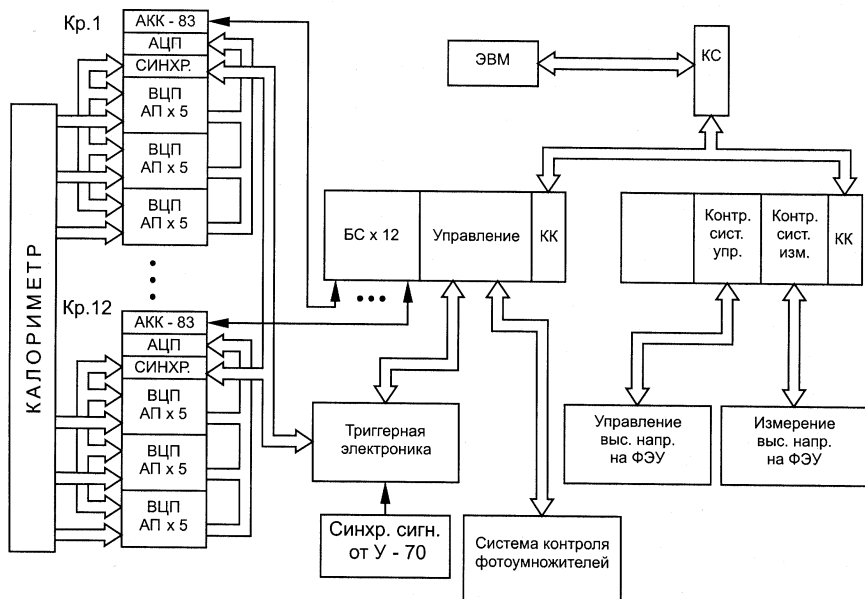 Кр.1
АКК - 83
АЦП
СИНХР.
ВЦП
АП x 5
ВЦП
АП x 5
ВЦП
АП x 5
КАЛОРИМЕТР
Кр.12
АКК - 83
АЦП
СИНХР.
ВЦП
АП x 5
ВЦП
АП x 5
ВЦП
АП x 5
ЭВМ
КС
БС x 12
Управление
КК
Контр.
сист.
упр.
Контр.
сист.
изм.
КК
Триггерная
электроника
Синхр. сигн.
от У - 70
Система контроля
фотоумножителей
Управление
выс. напр.
на ФЭУ
Измерение
выс. напр.
на ФЭУ